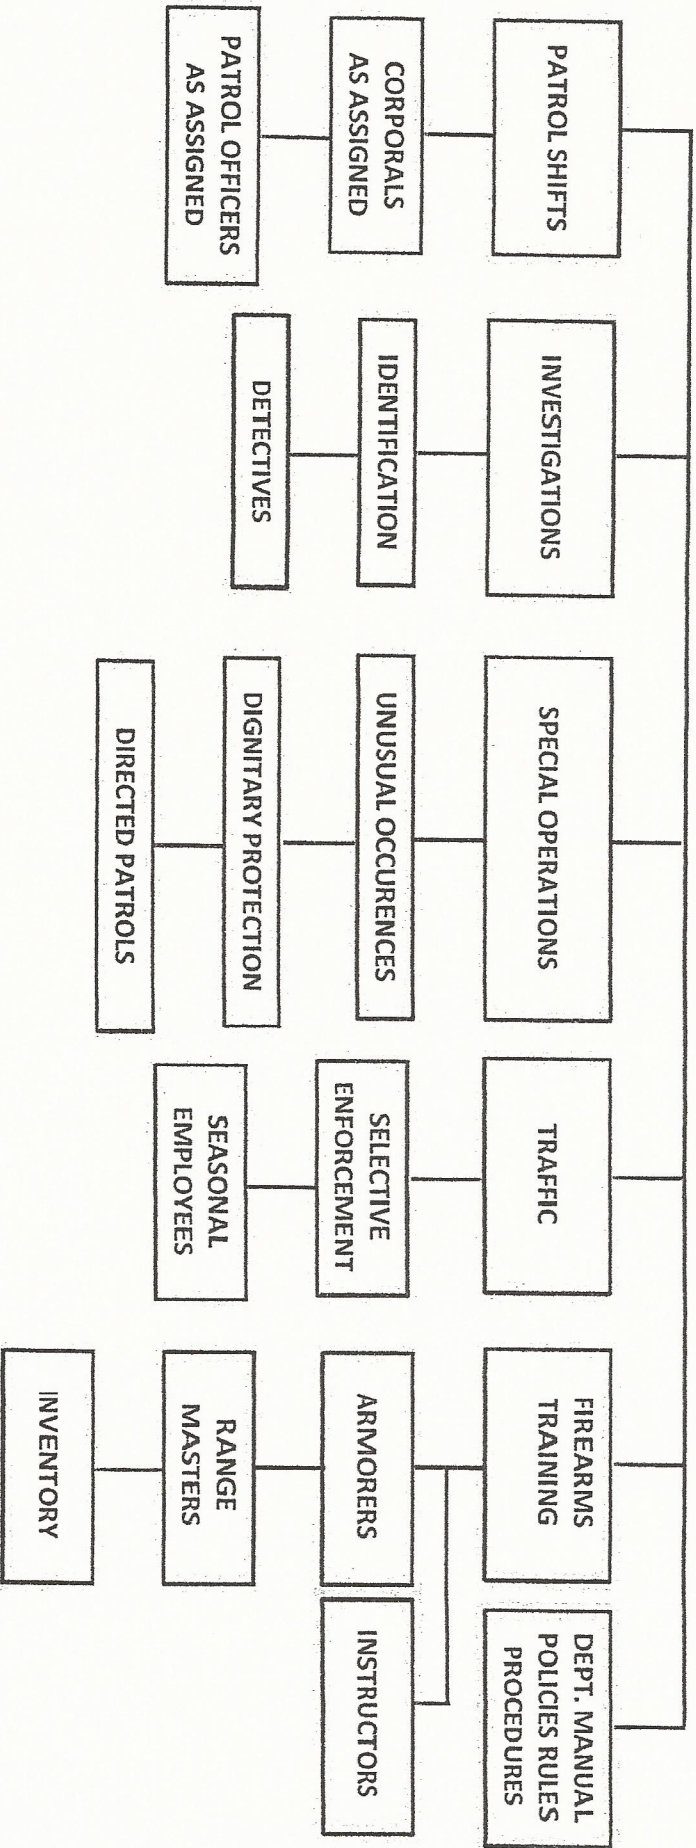 PATROL SHIFTS
CORPORALS
AS ASSIGNED
PATROL OFFICERS
AS ASSIGNED
INVESTIGATIONS
IDENTIFICATION
DETECTIVES
SPECIAL OPERATIONS
UNUSUAL OCCURENCES
DIGNITARY PROTECTION
DIRECTED PATROLS
TRAFFIC
SELECTIVE
ENFORCEMENT
SEASONAL
EMPLOYEES
FIREARMS
TRAINING
ARMORERS
RANGE
MASTERS
INVENTORY
INSTRUCTORS
DEPT. MANUAL
POLICIES RULES
PROCEDURES